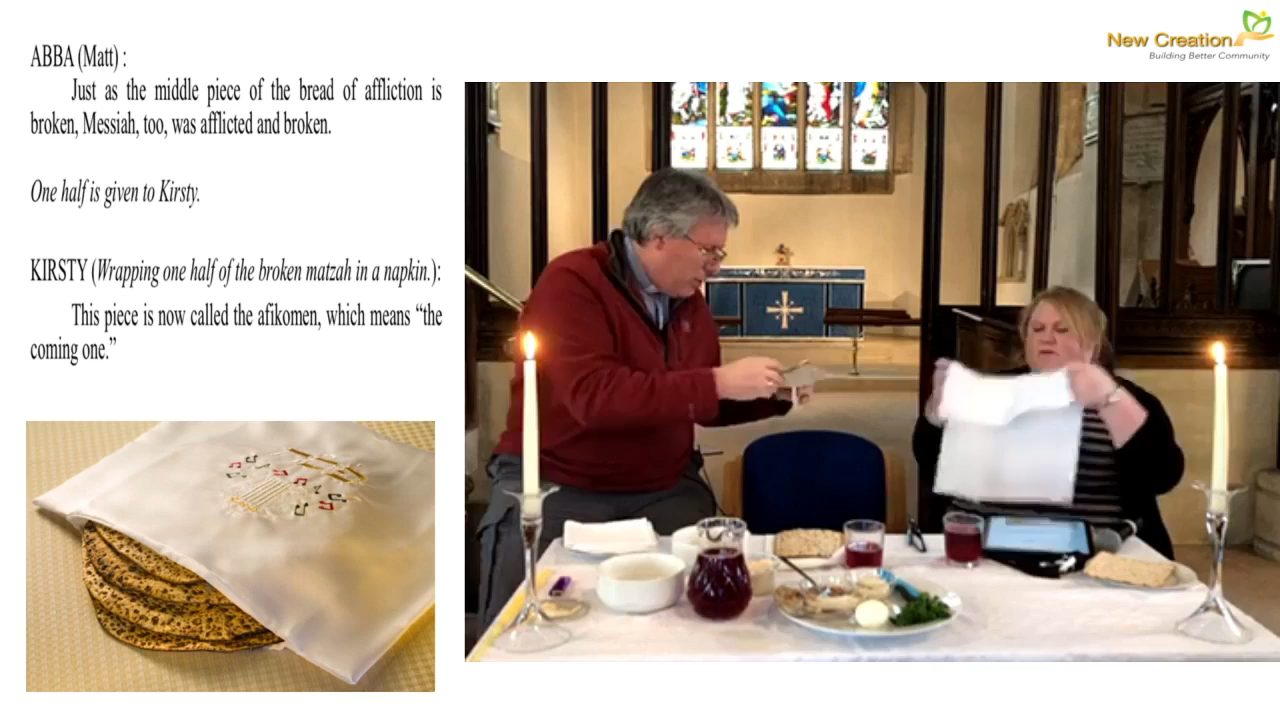 ABBA (Matt) :
Just as the middle piece of the bread of affliction is
broken, Messiah, too, was afflicted and broken.
One half is given to Kirsty.
KIRSTY (Wrapping one half of the broken matzah in a napkin.):
This piece is now called the afikomen, which means “the
coming one.”
New Creation
Building Better Community